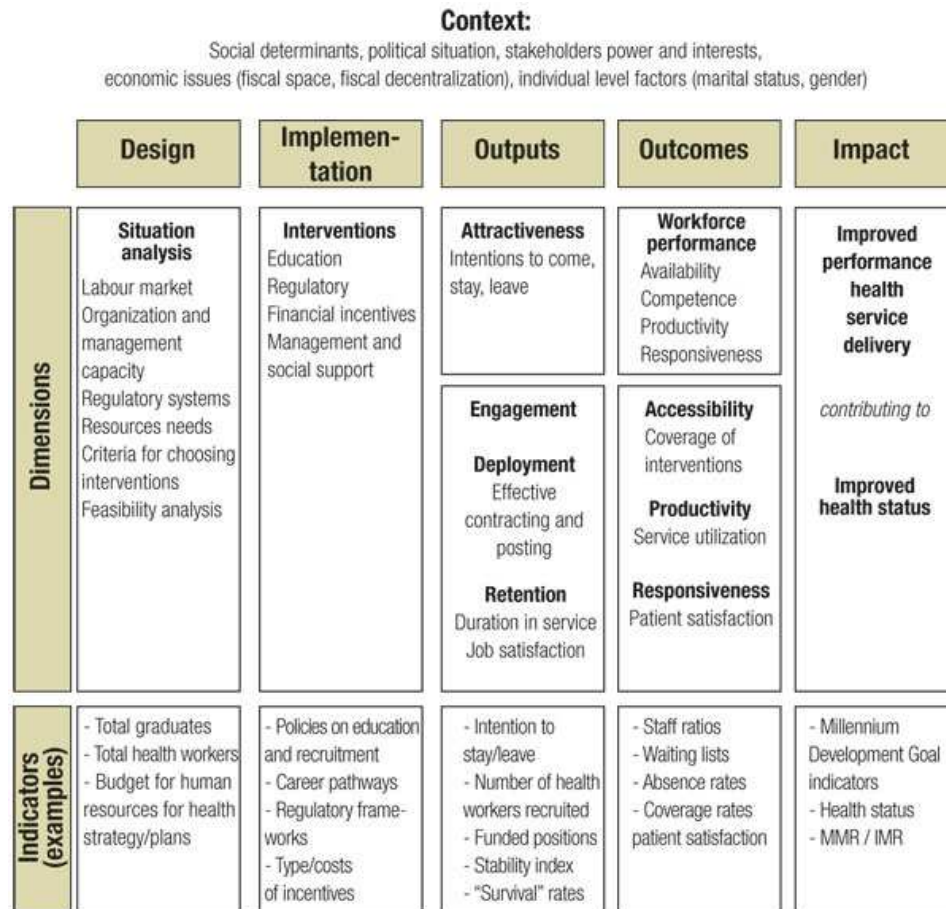 Context:
Social determinants, political situation, stakeholders power and interests,
economic issues (fiscal space, fiscal decentralization), individual level factors (marital status, gender)
Design
Implemen-
tation
Outputs
Outcomes
Impact
Dimensions
Situation
analysis
Labour market
Organization and
management
capacity
Regulatory systems
Resources needs
Criteria for choosing
interventions
Feasibility analysis
Interventions
Education
Regulatory
Financial incentives
Management and
social support
Attractiveness
Intentions to come,
stay, leave
Engagement
Deployment
Effective
contracting and
posting
Retention
Duration in service
Job satisfaction
Workforce
performance
Availability
Competence
Productivity
Responsiveness
Accessibility
Coverage of
interventions
Productivity
Service utilization
Responsiveness
Patient satisfaction
Improved
performance
health
service
delivery
contributing to
Improved
health status
Indicators
(examples)
- Total graduates
- Total health workers
- Budget for human
resources for health
strategy/plans
- Policies on education
and recruitment
- Career pathways
- Regulatory frame-
works
- Type/costs
of incentives
- Intention to
stay/leave
- Number of health
workers recruited
- Funded positions
- Stability index
- “Survival” rates
- Staff ratios
- Waiting lists
- Absence rates
- Coverage rates
patient satisfaction
- Millennium
Development Goal
indicators
- Health status
- MMR / IMR